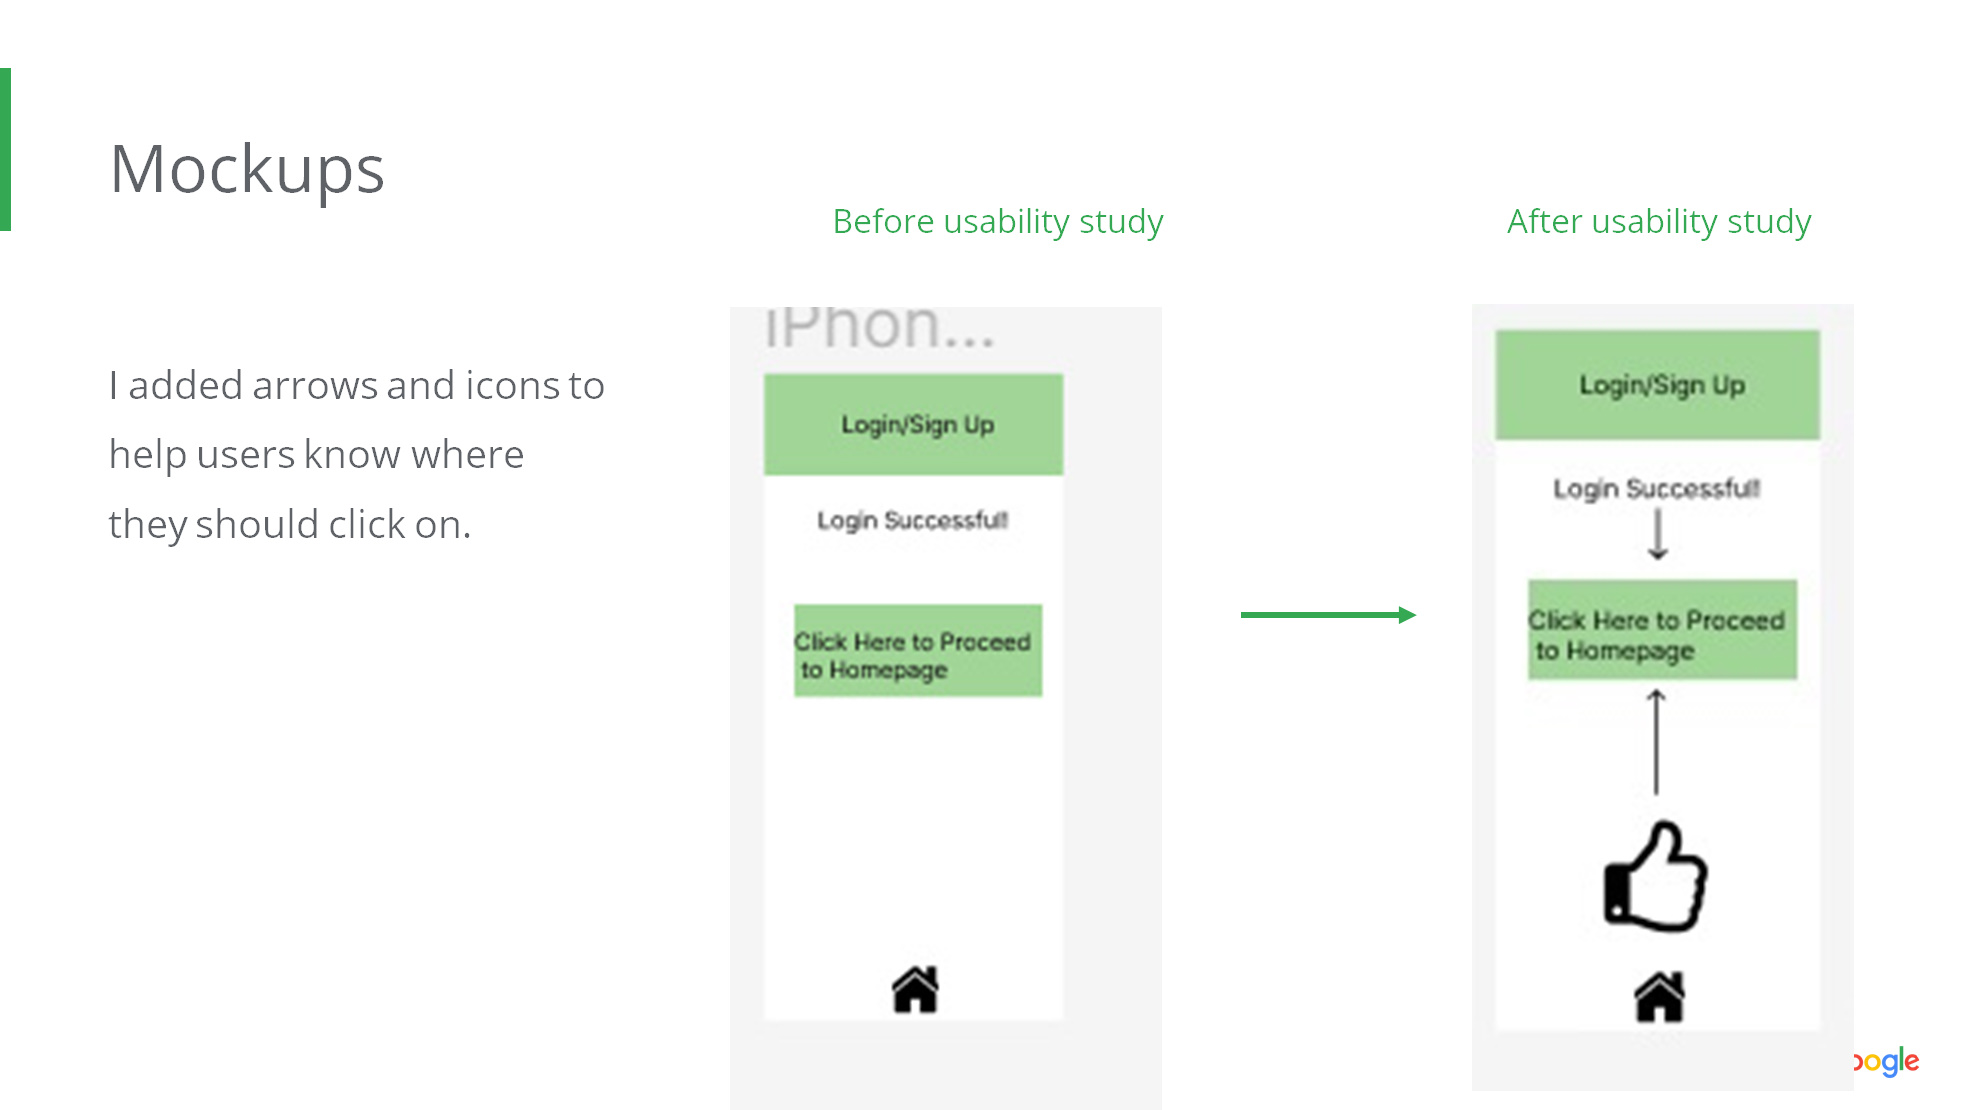 Mockups
Before usability study
After usability study
I added arrows and icons to
help users know where
they should click on.
iPhon...
Login/Sign Up
Login Successful!
Click Here to Proceed
to Homepage
Login/Sign Up
Login Successful!
Click Here to Proceed
to Homepage
oogle